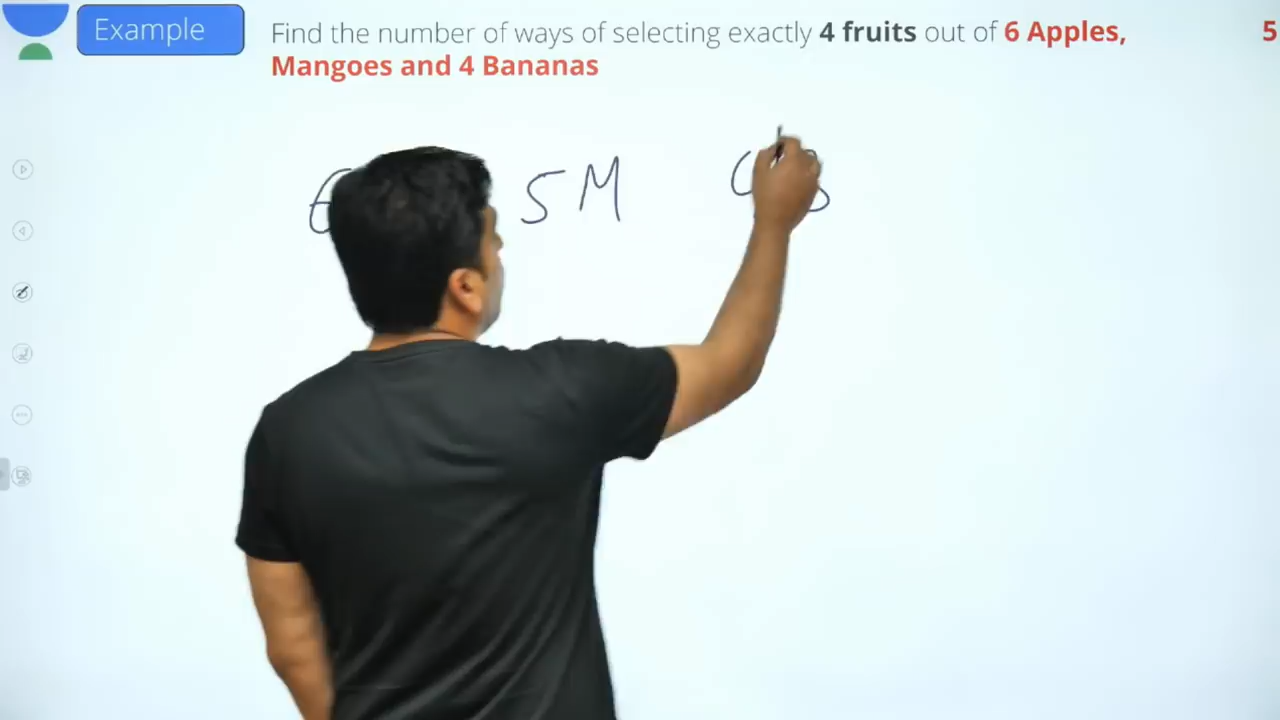 Example
Find the number of ways of selecting exactly 4 fruits out of 6 Apples, 5
Mangoes and 4 Bananas
5M